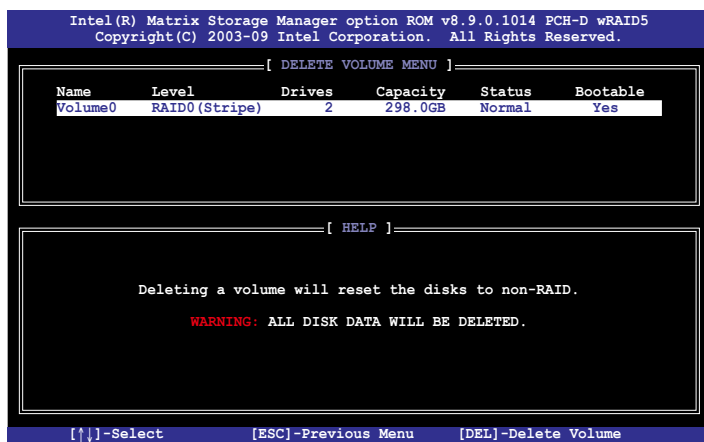 Intel(R) Matrix Storage Manager option ROM v8.9.0.1014 PCH-D wRAID5
Copyright(C) 2003-09 Intel Corporation. All Rights Reserved.
[ DELETE VOLUME MENU ]
Name Level Drives Capacity Status Bootable
Volume0 RAID0(Stripe) 2 298.0GB Normal Yes
[ HELP ]
Deleting a volume will reset the disks to non-RAID.
WARNING: ALL DISK DATA WILL BE DELETED.
[↑↓]-Select [ESC]-Previous Menu [DEL]-Delete Volume